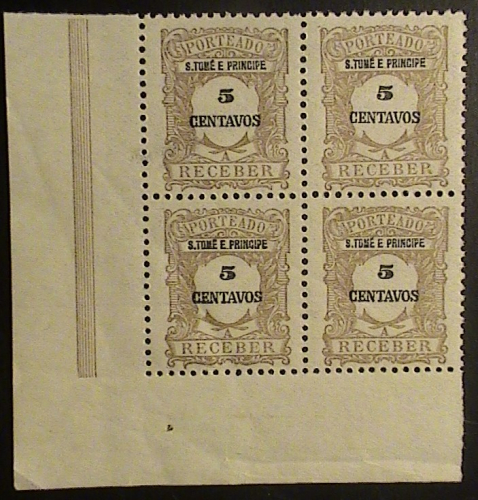 PORTEADO
S. TOMÉ E PRINCIPE
5
CENTAVOS
A
RECEBER
PORTEADO
S. TOMÉ E PRINCIPE
5
CENTAVOS
A
RECEBER
PORTEADO
S. TOMÉ E PRINCIPE
5
CENTAVOS
A
RECEBER
PORTEADO
S. TOMÉ E PRINCIPE
5
CENTAVOS
A
RECEBER